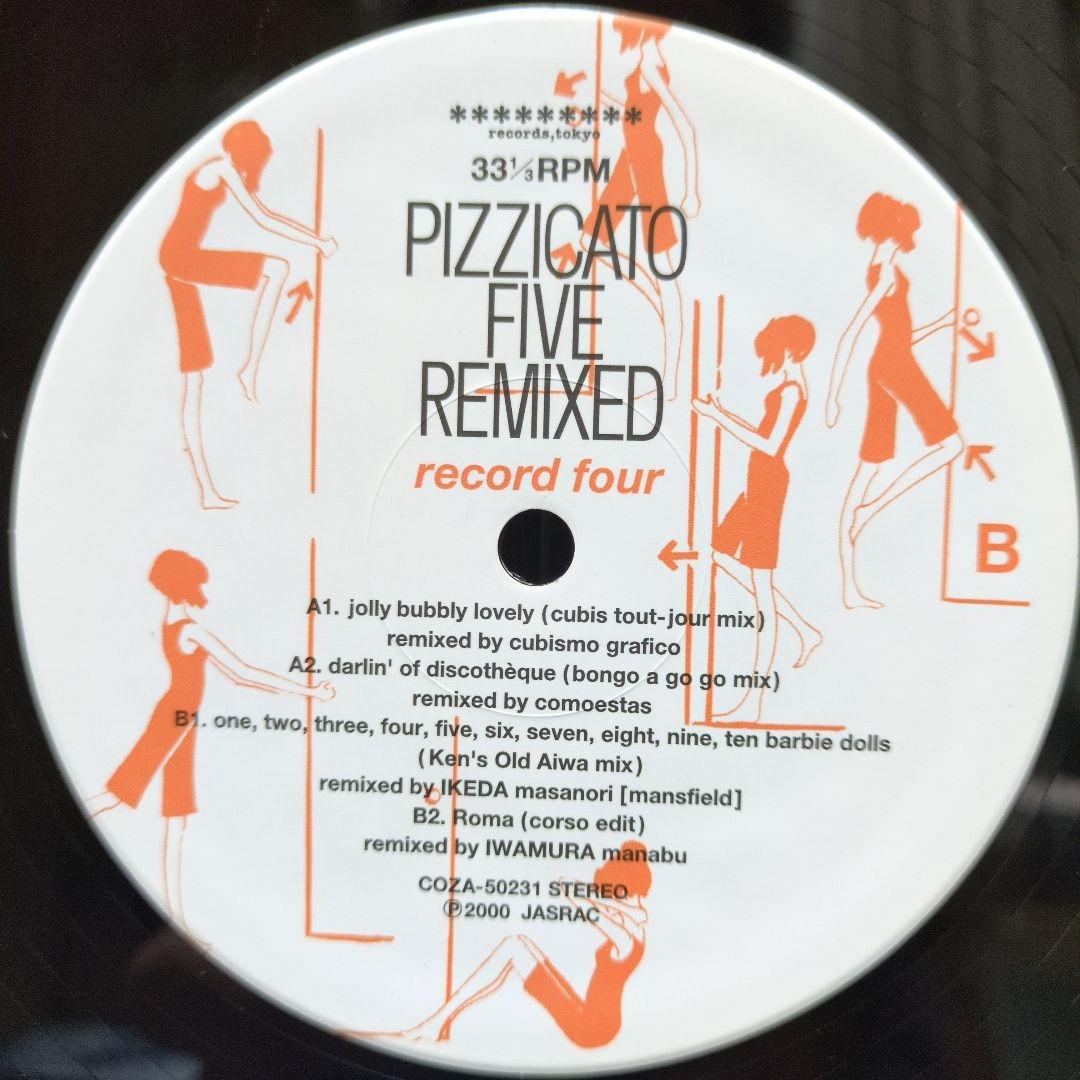 *********
records,tokyo
33⅓RPM
PIZZICATO
FIVE
REMIXED
record four
B
A1. jolly bubbly lovely (cubis tout-jour mix)
remixed by cubismo grafico
A2. darlin' of discothèque (bongo a go go mix)
remixed by comoestas
B1. one, two, three, four, five, six, seven, eight, nine, ten barbie dolls
(Ken's Old Aiwa mix)
remixed by IKEDA masanori [mansfield]
B2. Roma (corso edit)
remixed by IWAMURA manabu
COZA-50231 STEREO
℗2000 JASRAC